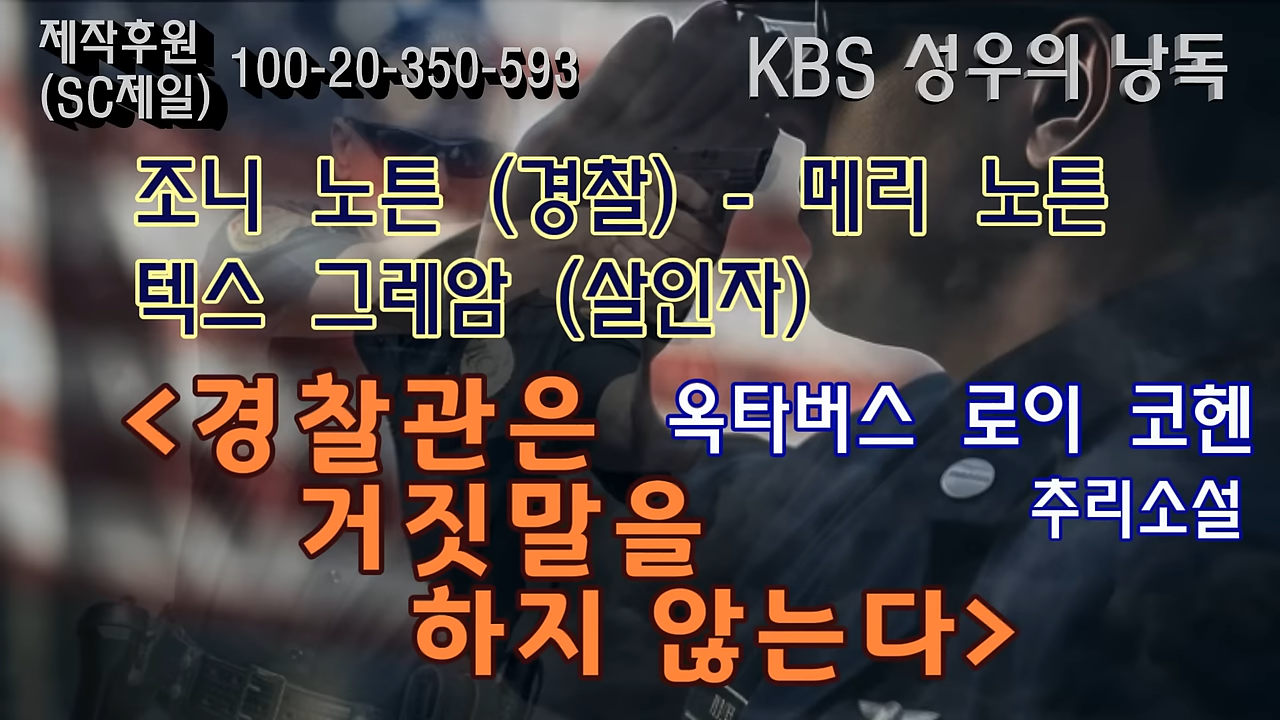 제작후원
(SC제일)
100-20-350-593
KBS 성우의 낭독
조니 노튼 (경찰) - 메리 노튼
텍스 그레암 (살인자)
<경찰관은
거짓말을
하지 않는다>
옥타버스 로이 코헨
추리소설